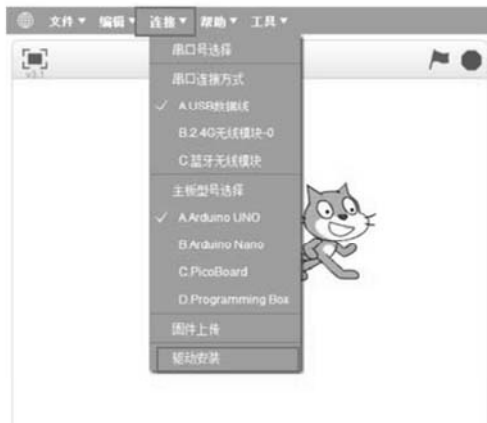 文件▼ 编辑▼ 连接▼ 帮助▼ 工具▼
v3.1
串口号选择
串口连接方式
✓ A.USB数据线
B.2.4G无线模块-0
C.蓝牙无线模块
主板型号选择
✓ A.Arduino UNO
B.Arduino Nano
C.PicoBoard
D.Programming Box
固件上传
驱动安装